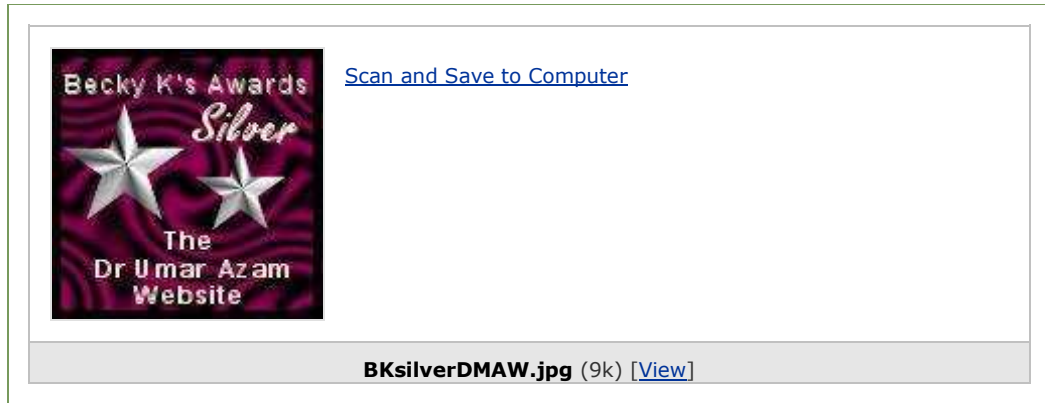 Becky K's Awards
Silver
The
Dr Umar Azam
Website
Scan and Save to Computer
BKsilverDMAW.jpg (9k) [View]